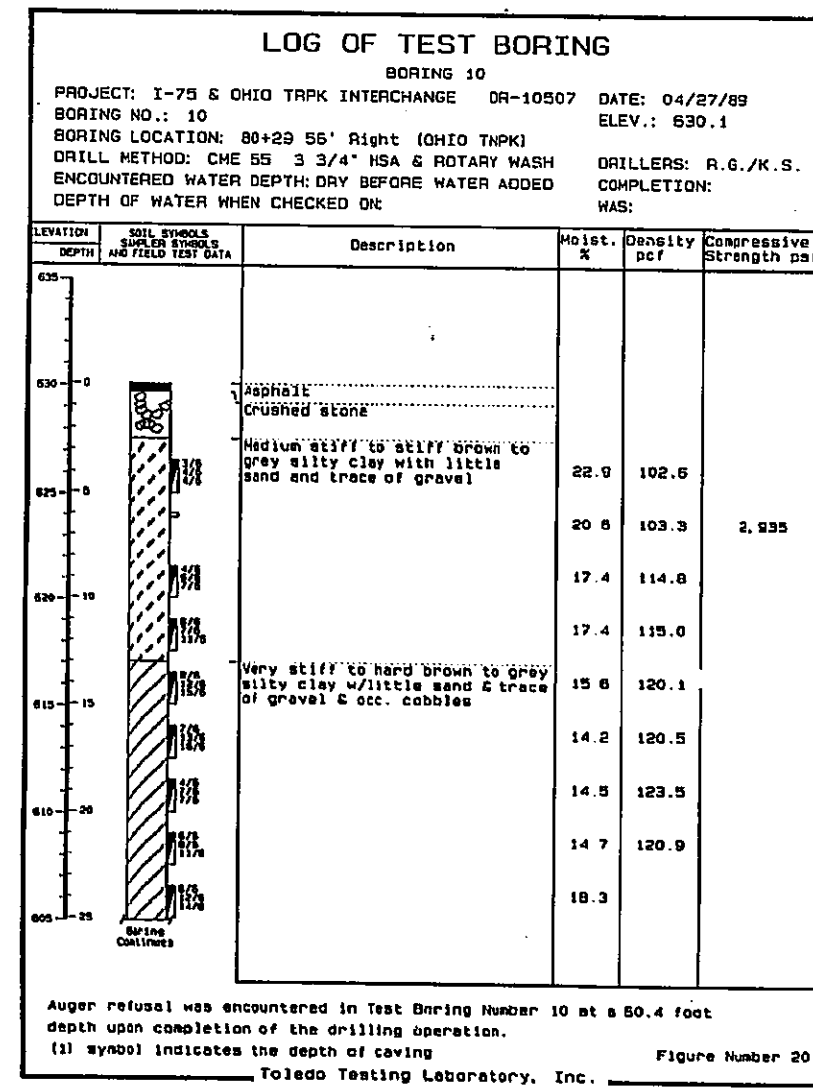 LOG OF TEST BORING
BORING 10
PROJECT: I-75 & OHIO TRPK INTERCHANGE DA-10507 DATE: 04/27/89
BORING NO.: 10 ELEV.: 630.1
BORING LOCATION: 80+29 56' Right (OHIO TNPK)
DRILL METHOD: CME 55 3 3/4" HSA & ROTARY WASH DRILLERS: R.G./K.S.
ENCOUNTERED WATER DEPTH: DRY BEFORE WATER ADDED COMPLETION:
DEPTH OF WATER WHEN CHECKED ON: WAS:
LEVATION DEPTH
SOIL SYMBOLS
SAMPLER SYMBOLS
AND FIELD TEST DATA
Description
Moist. %
Density pcf
Compressive Strength psf
635
630 0
Asphalt
Crushed stone
Medium stiff to stiff brown to
grey silty clay with little
sand and trace of gravel
22.9 102.6
625 5
20 6 103.3 2,935
17.4 114.8
620 10
17.4 115.0
Very stiff to hard brown to grey
silty clay w/little sand & trace
of gravel & occ. cobbles
15 6 120.1
615 15
14.2 120.5
14.5 123.5
610 20
14 7 120.9
18.3
605 25
Boring
Continues
Auger refusal was encountered in Test Boring Number 10 at a 50.4 foot
depth upon completion of the drilling operation.
(i) symbol indicates the depth of caving
Figure Number 20
Toledo Testing Laboratory, Inc.